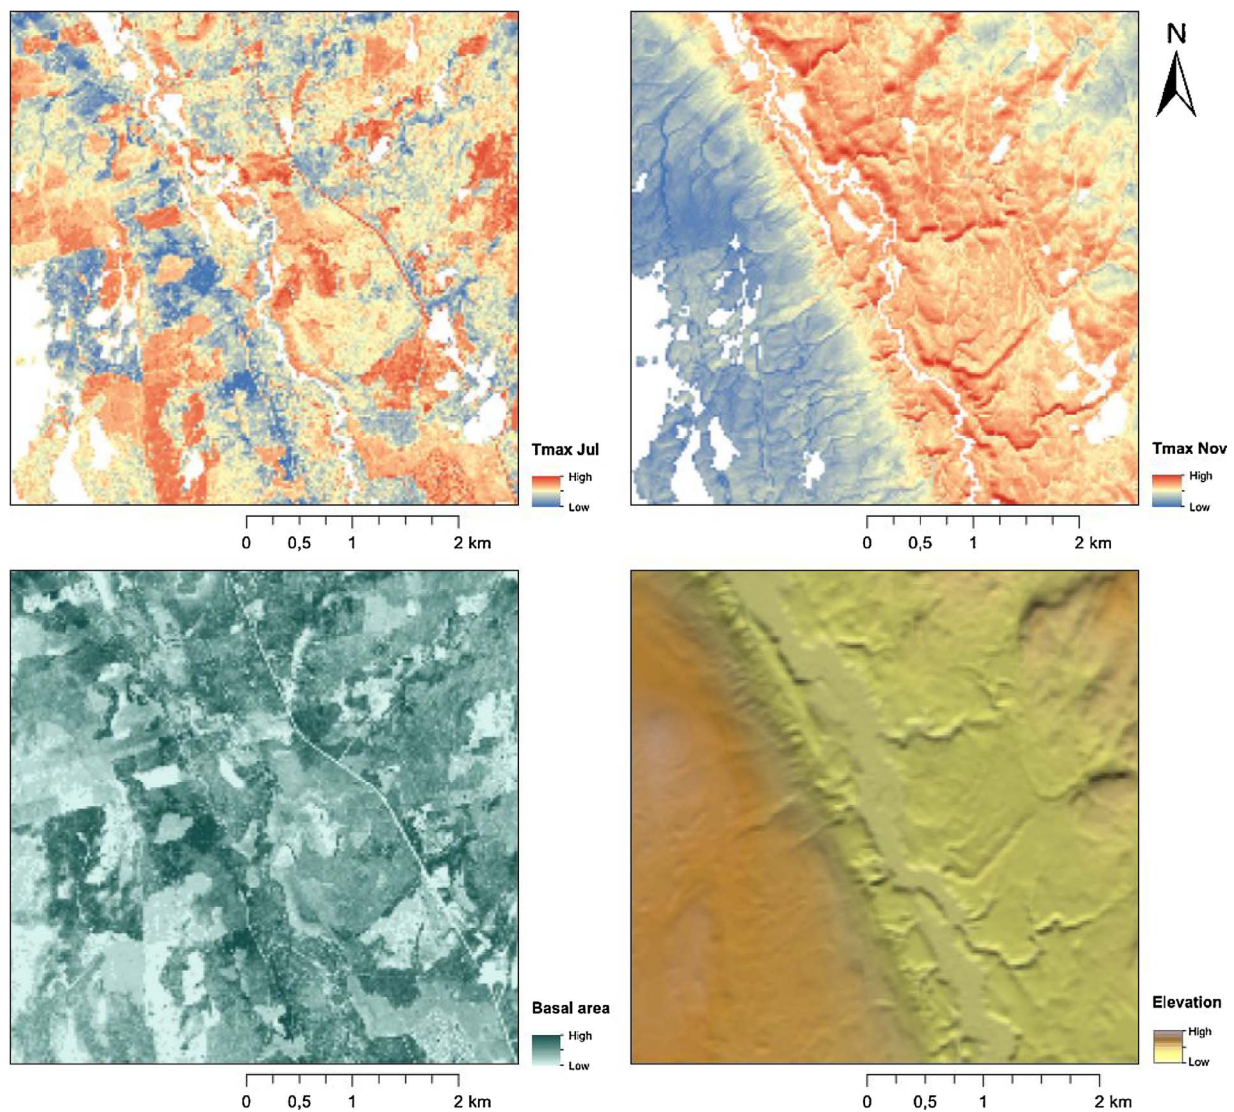 N
Tmax Jul
High
Low
Tmax Nov
High
Low
0 0,5 1 2 km
0 0,5 1 2 km
Basal area
High
Low
Elevation
High
Low
0 0,5 1 2 km
0 0,5 1 2 km